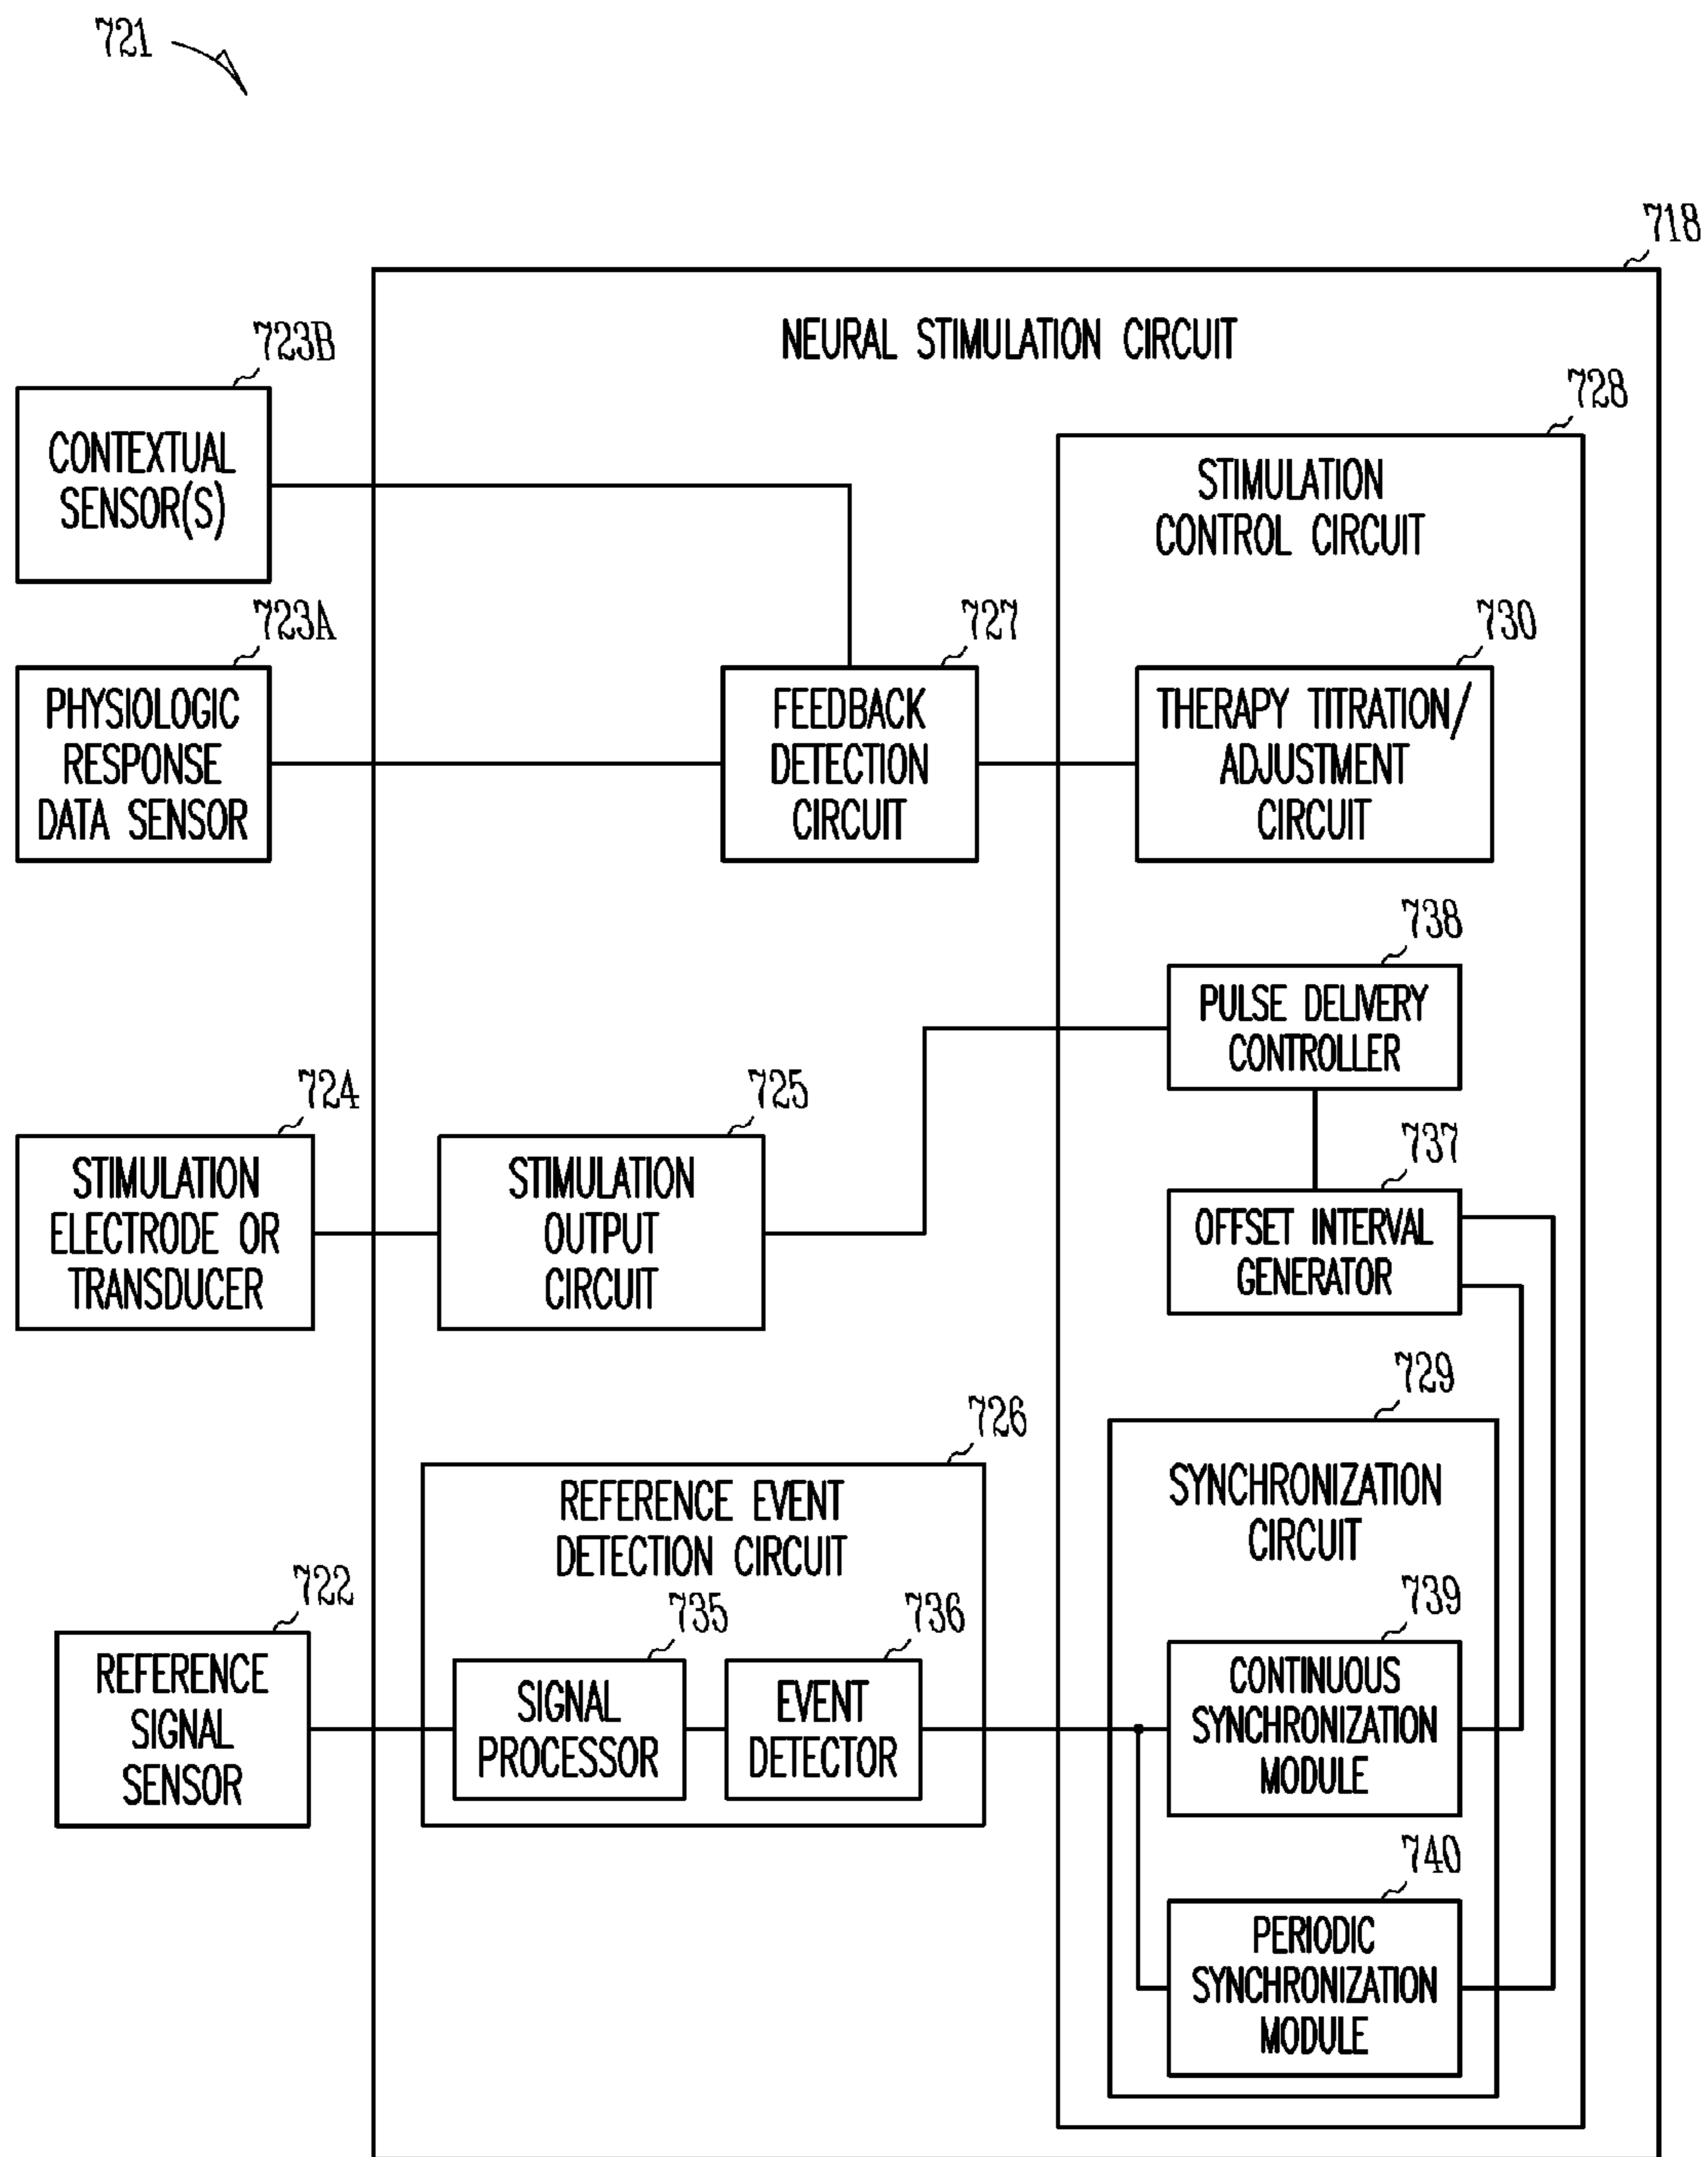 721
718
NEURAL STIMULATION CIRCUIT
723B
CONTEXTUAL
SENSOR(S)
728
STIMULATION
CONTROL CIRCUIT
723A
PHYSIOLOGIC
RESPONSE
DATA SENSOR
727
FEEDBACK
DETECTION
CIRCUIT
730
THERAPY TITRATION/
ADJUSTMENT
CIRCUIT
738
PULSE DELIVERY
CONTROLLER
724
STIMULATION
ELECTRODE OR
TRANSDUCER
725
STIMULATION
OUTPUT
CIRCUIT
737
OFFSET INTERVAL
GENERATOR
729
SYNCHRONIZATION
CIRCUIT
726
REFERENCE EVENT
DETECTION CIRCUIT
722
REFERENCE
SIGNAL
SENSOR
735
SIGNAL
PROCESSOR
736
EVENT
DETECTOR
739
CONTINUOUS
SYNCHRONIZATION
MODULE
740
PERIODIC
SYNCHRONIZATION
MODULE